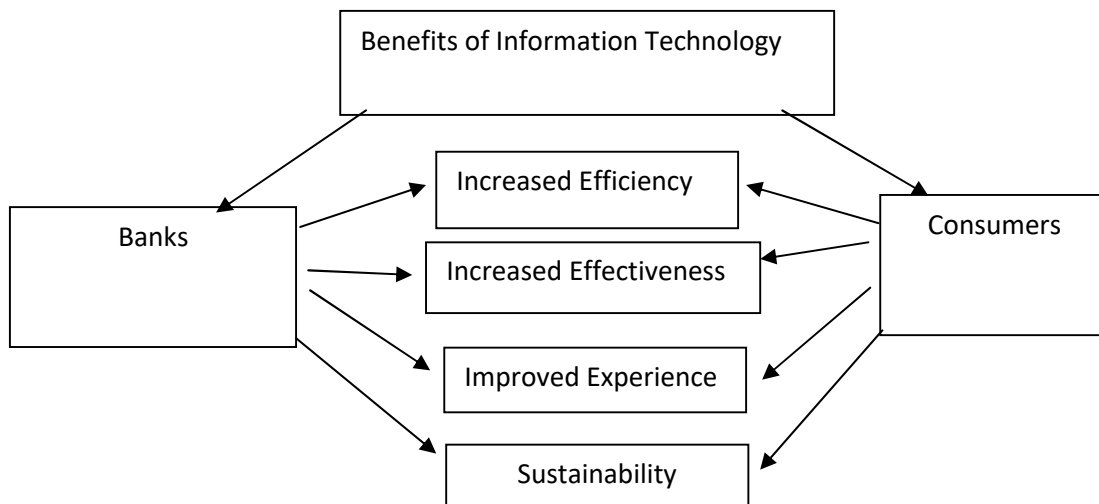 Benefits of Information Technology
Increased Efficiency
Banks
Consumers
Increased Effectiveness
Improved Experience
Sustainability